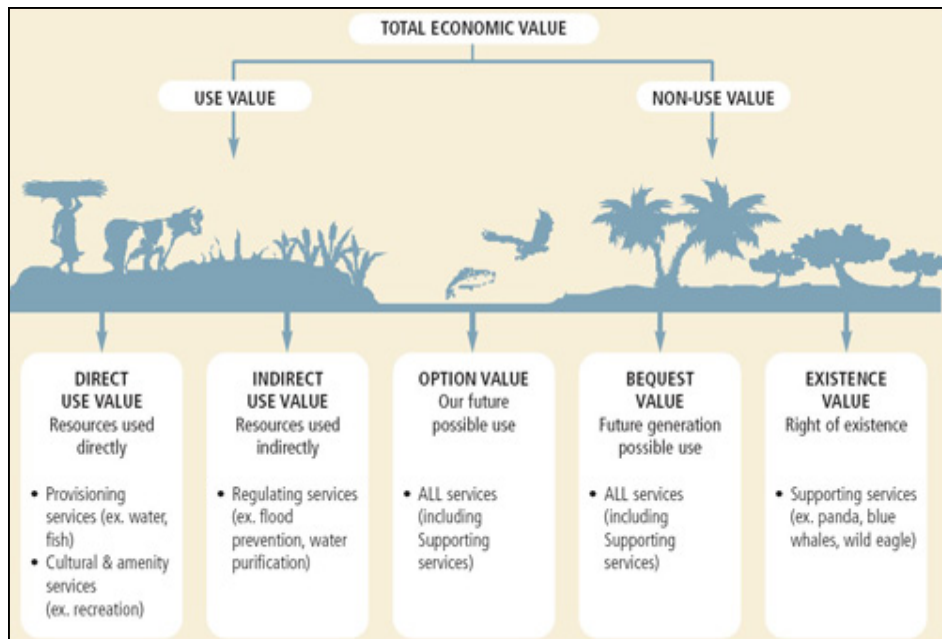 TOTAL ECONOMIC VALUE
USE VALUE
NON-USE VALUE
DIRECT
USE VALUE
Resources used
directly
• Provisioning
services (ex. water,
fish)
• Cultural & amenity
services
(ex. recreation)
INDIRECT
USE VALUE
Resources used
indirectly
• Regulating services
(ex. flood
prevention, water
purification)
OPTION VALUE
Our future
possible use
• ALL services
(including
Supporting
services)
BEQUEST
VALUE
Future generation
possible use
• ALL services
(including
Supporting
services)
EXISTENCE
VALUE
Right of existence
• Supporting services
(ex. panda, blue
whales, wild eagle)